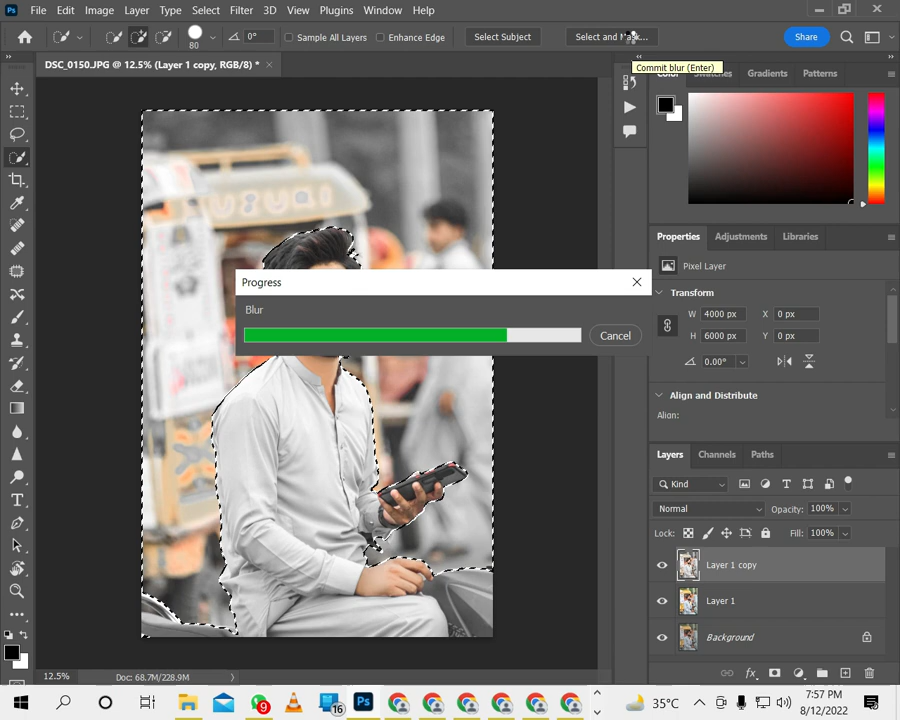 Ps File Edit Image Layer Type Select Filter 3D View Plugins Window Help
80 0° Sample All Layers Enhance Edge Select Subject Select and M...k... Share
DSC_0150.JPG @ 12.5% (Layer 1 copy, RGB/8) * ×
Commit blur (Enter)
Color Swatches Gradients Patterns
Properties Adjustments Libraries
Pixel Layer
Progress
Transform
Blur
W 4000 px X 0 px
Cancel
H 6000 px Y 0 px
0.00°
Align and Distribute
Align:
Layers Channels Paths
Kind
Normal Opacity: 100%
Lock: Fill: 100%
Layer 1 copy
Layer 1
Background
12.5% Doc: 68.7M/228.9M
9 16 Ps 35°C 7:57 PM
8/12/2022